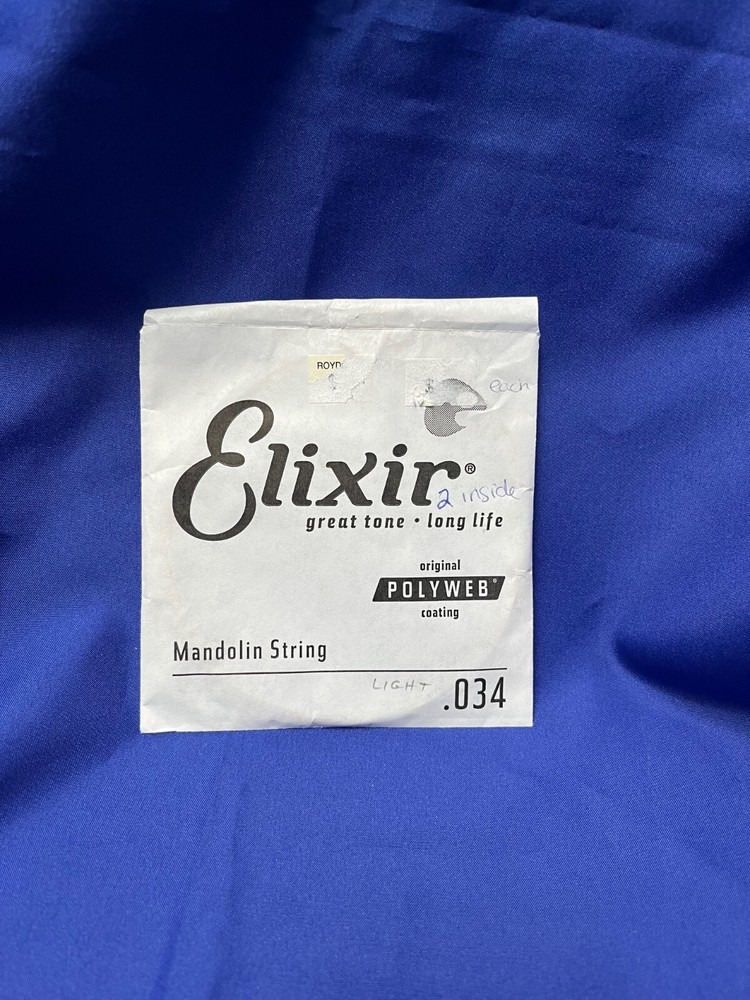 ROYD
each
Elixir®
2 inside
great tone • long life
original
POLYWEB®
coating
Mandolin String
LIGHT
.034